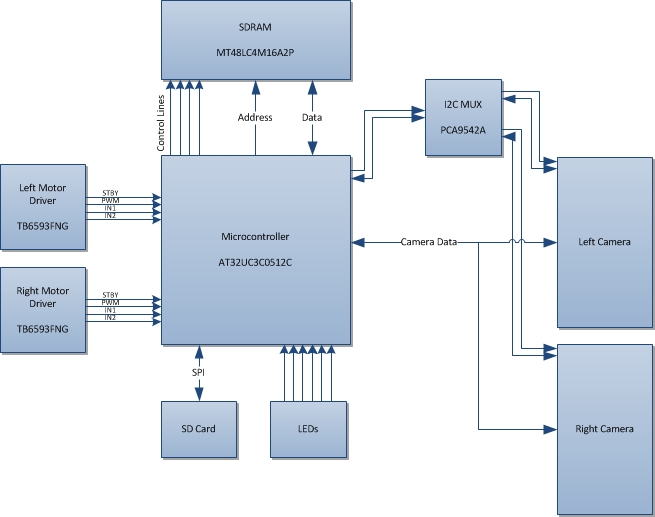 SDRAM
MT48LC4M16A2P
Control Lines
Address
Data
I2C MUX
PCA9542A
Left Motor
Driver
TB6593FNG
STBY
PWM
IN1
IN2
Microcontroller
AT32UC3C0512C
Camera Data
Left Camera
Right Motor
Driver
TB6593FNG
STBY
PWM
IN1
IN2
SPI
SD Card
LEDs
Right Camera